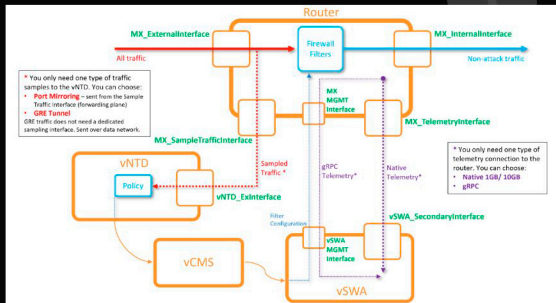 Router
MX_ExternalInterface
MX_InternalInterface
Firewall
Filters
All traffic
Non-attack traffic
* You only need one type of traffic
samples to the vNTD. You can choose:
• Port Mirroring – sent from the Sample
Traffic Interface (forwarding plane)
• GRE Tunnel
GRE traffic does not need a dedicated
sampling interface. Sent over data network.
MX
MGMT
Interface
MX_SampleTrafficInterface
MX_TelemetryInterface
* You only need one type of
telemetry connection to the
router. You can choose:
• Native 1GB/ 10GB
• gRPC
vNTD
Policy
Sampled
Traffic *
gRPC
Telemetry*
Native
Telemetry*
vNTD_ExInterface
Filter
Configuration
vSWA_SecondaryInterface
vSWA
MGMT
Interface
vCMS
vSWA